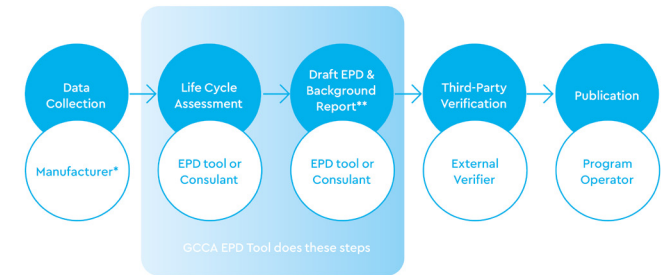 Data
Collection
Life Cycle
Assessment
Draft EPD &
Background
Report**
Third-Party
Verification
Publication
Manufacturer*
EPD tool or
Consulant
EPD tool or
Consulant
External
Verifier
Program
Operator
GCCA EPD Tool does these steps